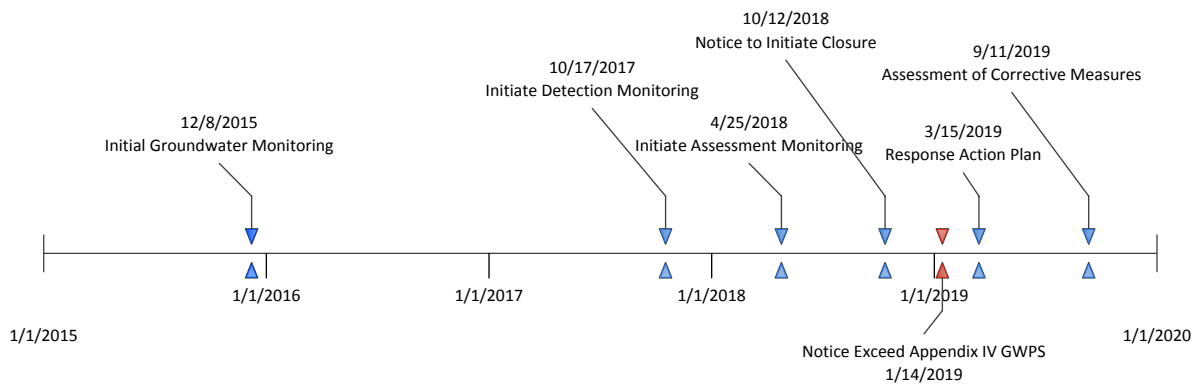 10/12/2018
Notice to Initiate Closure
9/11/2019
Assessment of Corrective Measures
10/17/2017
Initiate Detection Monitoring
12/8/2015
Initial Groundwater Monitoring
4/25/2018
Initiate Assessment Monitoring
3/15/2019
Response Action Plan
1/1/2016
1/1/2017
1/1/2018
1/1/2019
1/1/2015
1/1/2020
Notice Exceed Appendix IV GWPS
1/14/2019